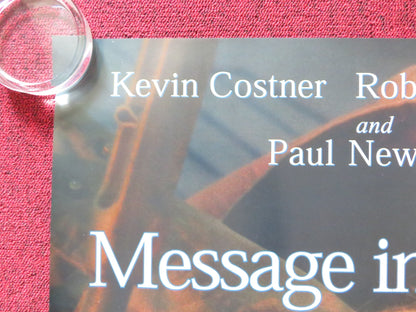 Kevin Costner Rob
and
Paul New
Message in